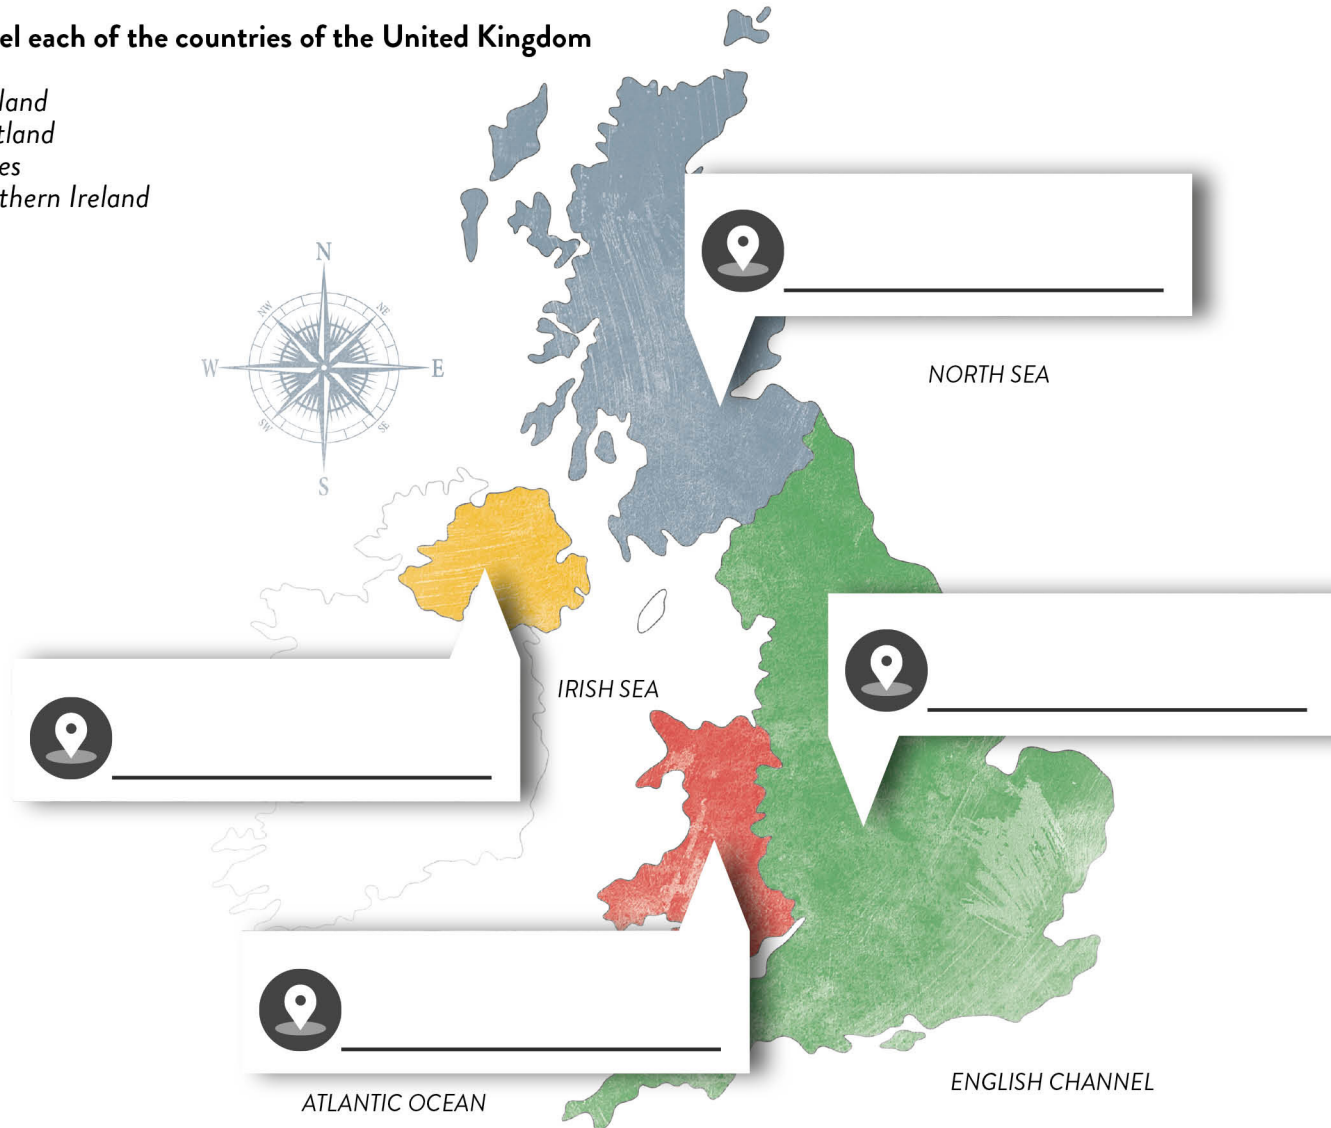 el each of the countries of the United Kingdom
land
tland
es
thern Ireland
N
NW
NE
W
E
SW
SE
S
NORTH SEA
IRISH SEA
ATLANTIC OCEAN
ENGLISH CHANNEL